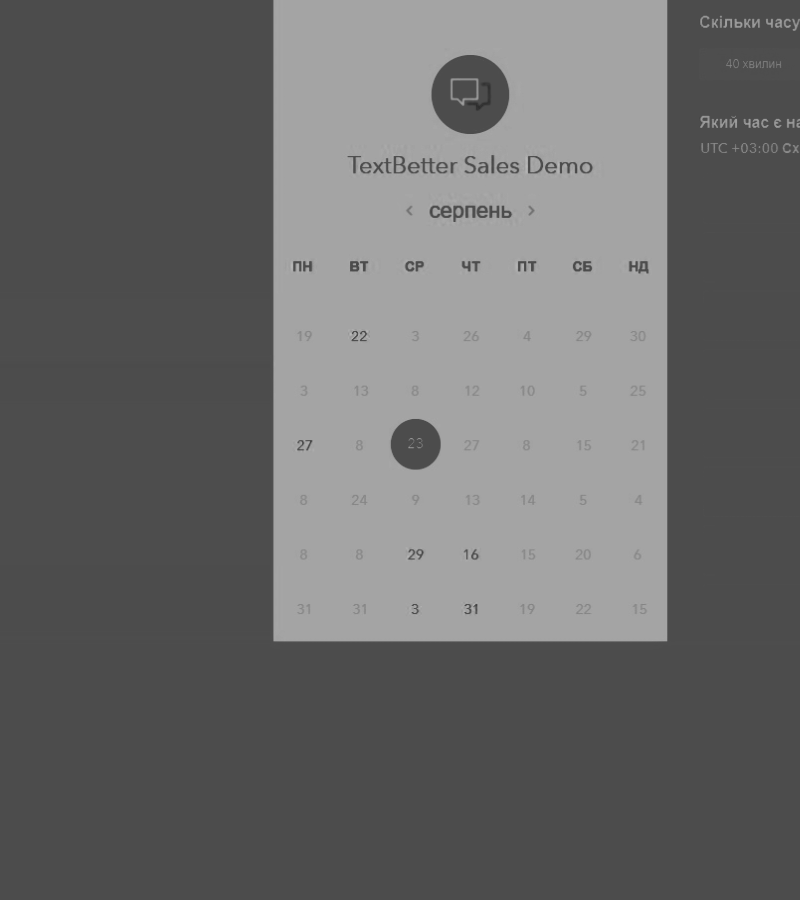 TextBetter Sales Demo
серпень
ПН ВТ СР ЧТ ПТ СБ НД
19 22 3 26 4 29 30
3 13 8 12 10 5 25
27 8 23 27 8 15 21
8 24 9 13 14 5 4
8 8 29 16 15 20 6
31 31 3 31 19 22 15
Скільки часу
40 хвилин
Який час є на
UTC +03:00 Сх